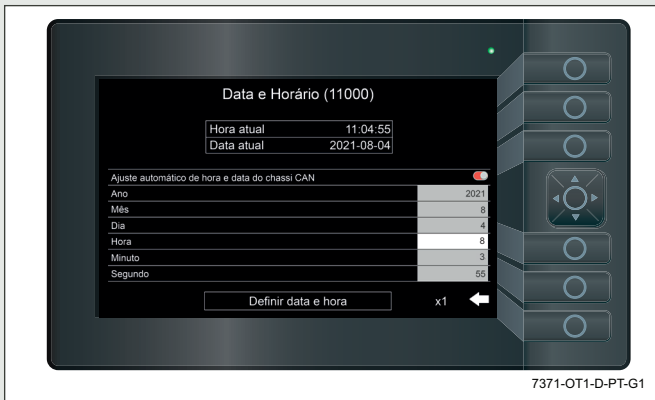 Data e Horário (11000)
Hora atual 11:04:55
Data atual 2021-08-04
Ajuste automático de hora e data do chassi CAN
Ano 2021
Mês 8
Dia 4
Hora 8
Minuto 3
Segundo 55
Definir data e hora x1
7371-OT1-D-PT-G1